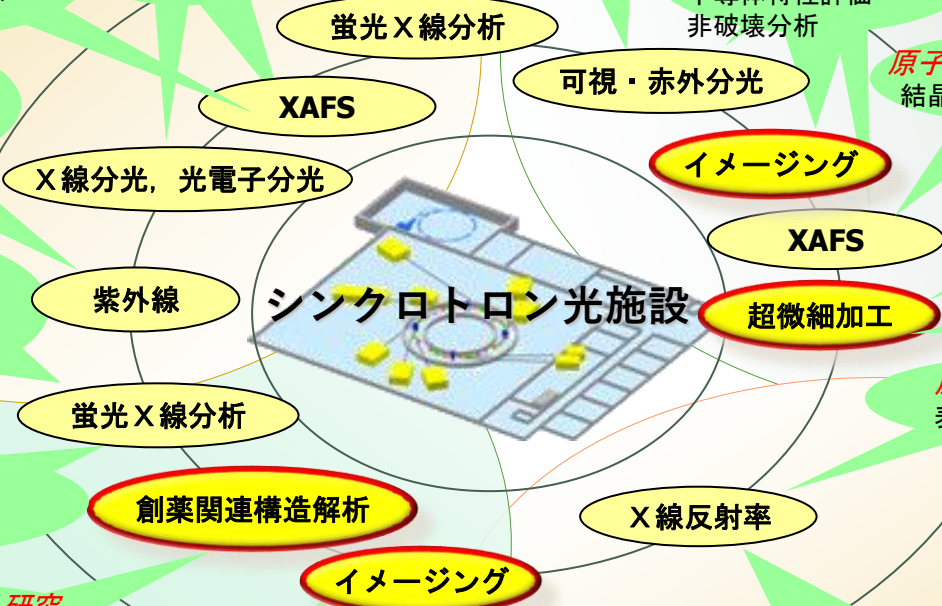 非破壊分析
蛍光X線分析
可視・赤外分光
原子
結晶
XAFS
イメージング
X線分光，光電子分光
XAFS
紫外線
シンクロトロン光施設
超微細加工
蛍光X線分析
創薬関連構造解析
X線反射率
イメージング
研究